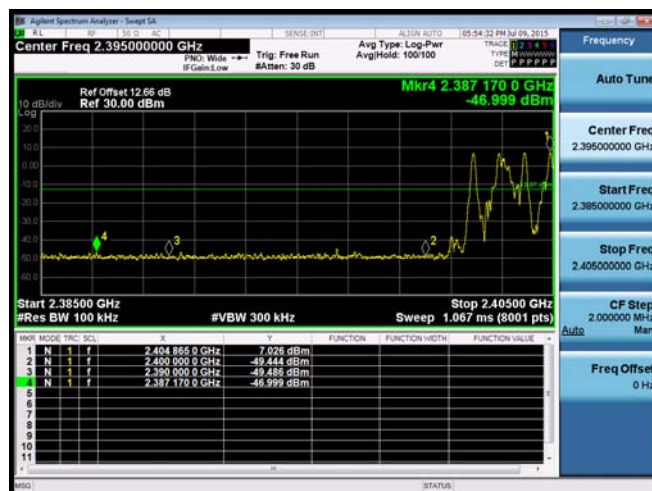 Agilent Spectrum Analyzer - Swept SA
RL RF 50 Ω AC SENSE:INT ALIGN AUTO 05:54:32 PM Jul 09, 2015
Center Freq 2.395000000 GHz
PNO: Wide
IFGain:Low
Trig: Free Run
#Atten: 30 dB
Avg Type: Log-Pwr
Avg|Hold: 100/100
TRACE 1 2 3 4 5 6
TYPE M
DET P P P P P P
Ref Offset 12.66 dB
Ref 30.00 dBm
10 dB/div
Log
Mkr4 2.387 170 0 GHz
-46.999 dBm
20.0
10.0
0.00
-10.0
-20.0
-30.0
-40.0
-50.0
-60.0
1
2
3
4
Start 2.38500 GHz
Stop 2.40500 GHz
#Res BW 100 kHz #VBW 300 kHz Sweep 1.067 ms (8001 pts)
MKR MODE TRC SCL X Y FUNCTION FUNCTION WIDTH FUNCTION VALUE
1 N 1 f 2.404 865 0 GHz 7.026 dBm
2 N 1 f 2.400 000 0 GHz -49.444 dBm
3 N 1 f 2.390 000 0 GHz -49.486 dBm
4 N 1 f 2.387 170 0 GHz -46.999 dBm
5
6
7
8
9
10
11
MSG STATUS
Frequency
Auto Tune
Center Freq
2.395000000 GHz
Start Freq
2.385000000 GHz
Stop Freq
2.405000000 GHz
CF Step
2.000000 MHz
Auto Man
Freq Offset
0 Hz